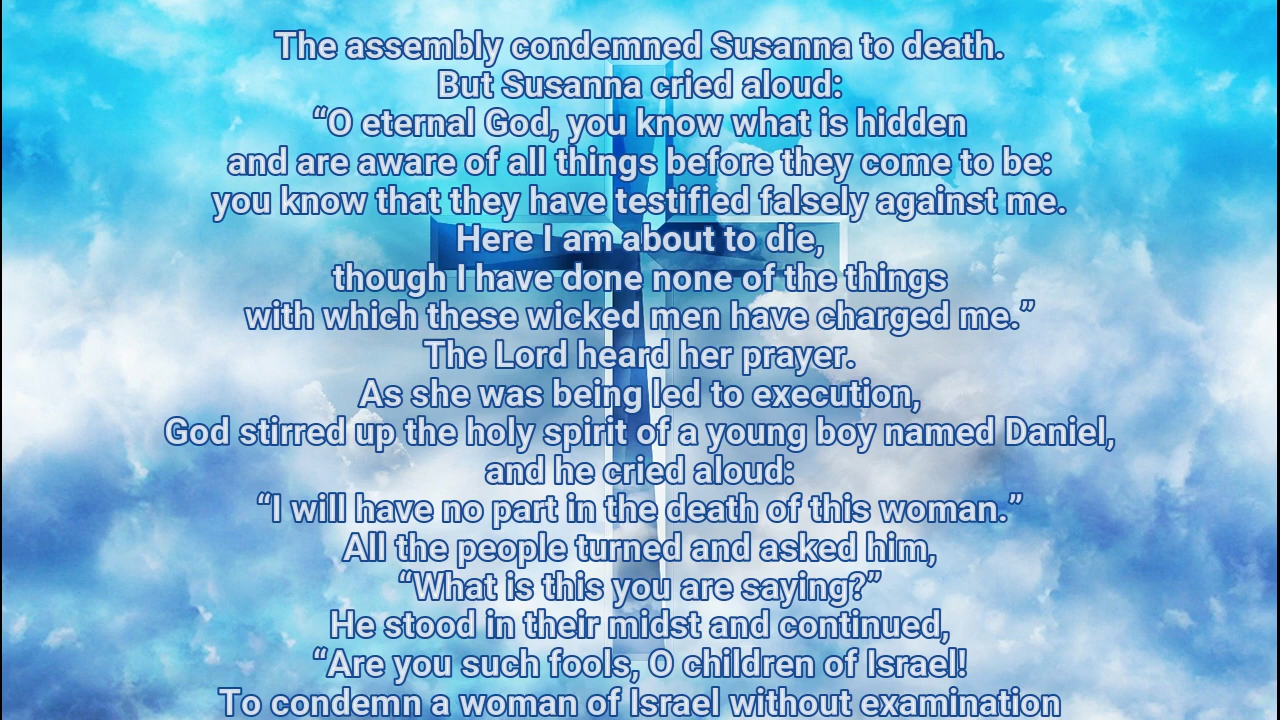 The assembly condemned Susanna to death.
But Susanna cried aloud:
“O eternal God, you know what is hidden
and are aware of all things before they come to be:
you know that they have testified falsely against me.
Here I am about to die,
though I have done none of the things
with which these wicked men have charged me.”
The Lord heard her prayer.
As she was being led to execution,
God stirred up the holy spirit of a young boy named Daniel,
and he cried aloud:
“I will have no part in the death of this woman.”
All the people turned and asked him,
“What is this you are saying?”
He stood in their midst and continued,
“Are you such fools, O children of Israel!
To condemn a woman of Israel without examination